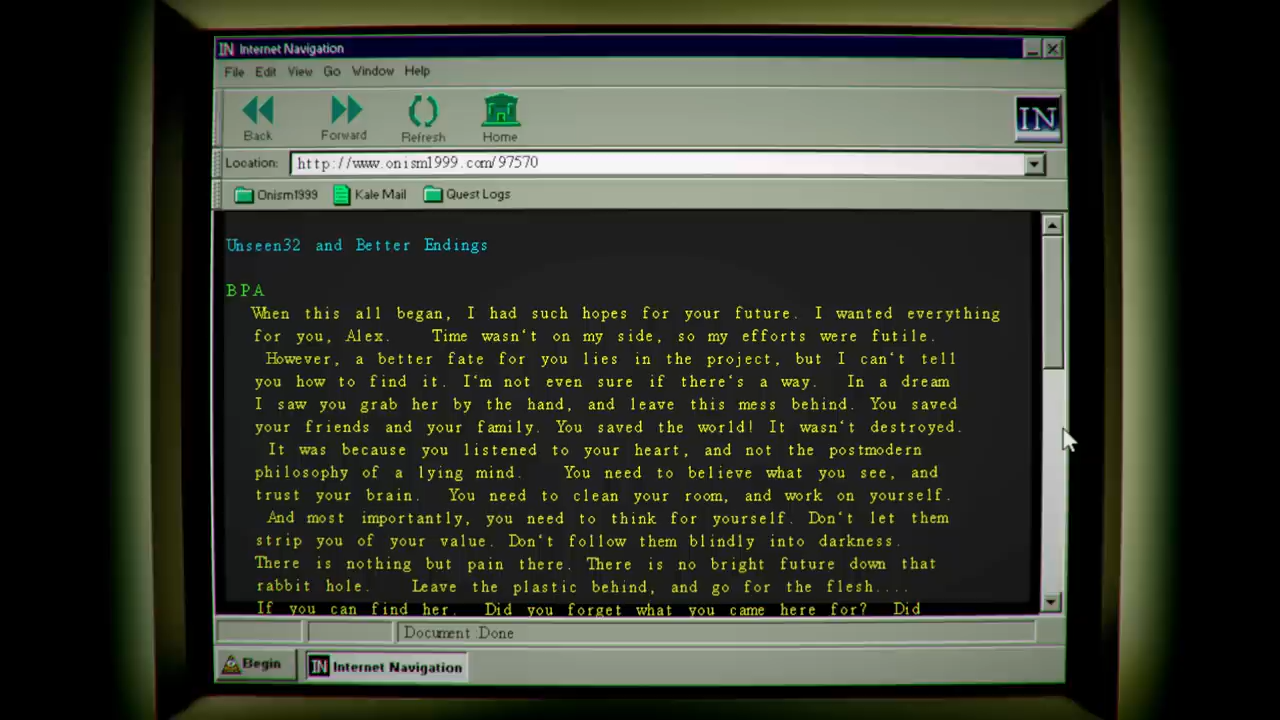 IN Internet Navigation
File Edit View Go Window Help
Back Forward Refresh Home
IN
Location: http://www.onism1999.com/97570
Onism1999 Kale Mail Quest Logs
Unseen32 and Better Endings
BPA
When this all began, I had such hopes for your future. I wanted everything
for you, Alex. Time wasn't on my side, so my efforts were futile.
However, a better fate for you lies in the project, but I can't tell
you how to find it. I'm not even sure if there's a way. In a dream
I saw you grab her by the hand, and leave this mess behind. You saved
your friends and your family. You saved the world! It wasn't destroyed.
It was because you listened to your heart, and not the postmodern
philosophy of a lying mind. You need to believe what you see, and
trust your brain. You need to clean your room, and work on yourself.
And most importantly, you need to think for yourself. Don't let them
strip you of your value. Don't follow them blindly into darkness.
There is nothing but pain there. There is no bright future down that
rabbit hole. Leave the plastic behind, and go for the flesh....
If you can find her. Did you forget what you came here for? Did
Document Done
Begin IN Internet Navigation